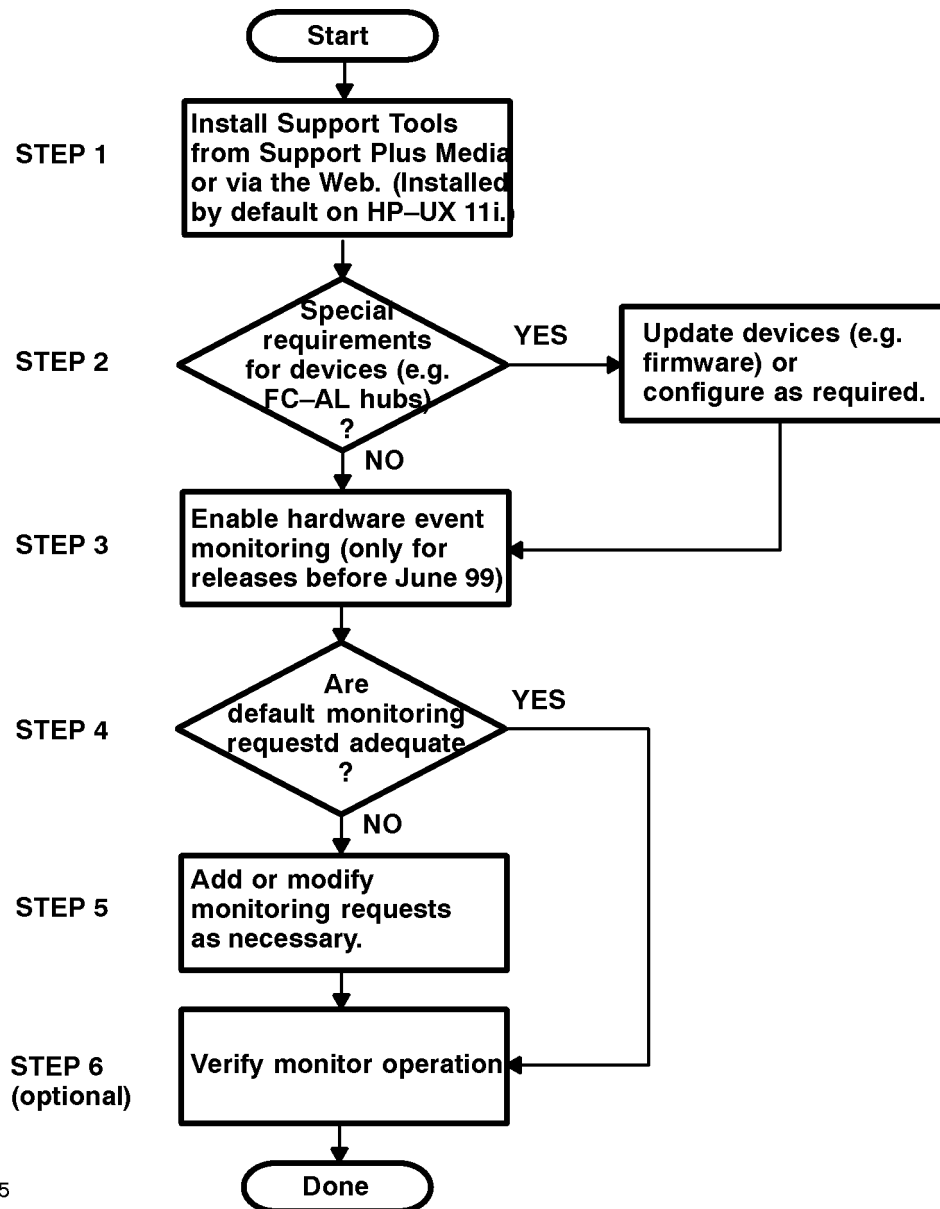 Start
STEP 1
Install Support Tools
from Support Plus Media
or via the Web. (Installed
by default on HP–UX 11i.)
STEP 2
Special
requirements
for devices (e.g.
FC–AL hubs)
?
YES
Update devices (e.g.
firmware) or
configure as required.
NO
STEP 3
Enable hardware event
monitoring (only for
releases before June 99)
STEP 4
Are
default monitoring
requestd adequate
?
YES
NO
STEP 5
Add or modify
monitoring requests
as necessary.
STEP 6
(optional)
Verify monitor operation
Done
5